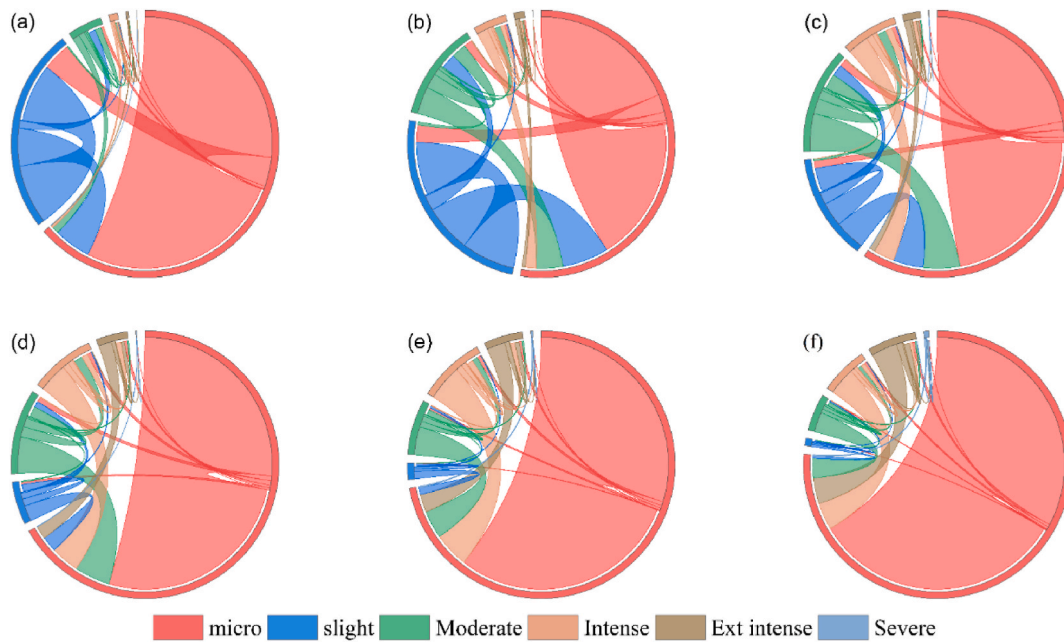 (a)
(b)
(c)
(d)
(e)
(f)
micro slight Moderate Intense Ext intense Severe